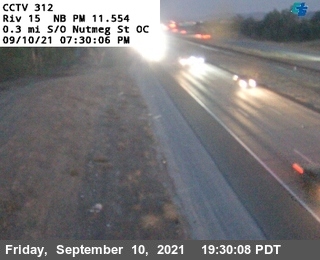 CCTV 312
Riv 15 NB PM 11.554
0.3 mi S/O Nutmeg St OC
09/10/21 07:30:06 PM
Friday, September 10, 2021 19:30:08 PDT